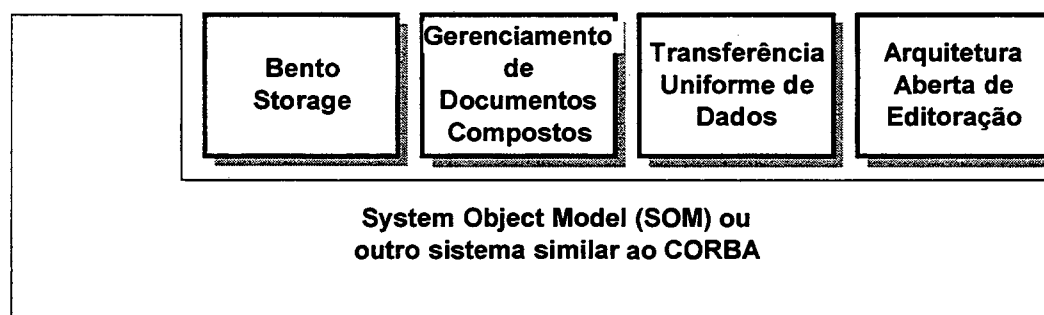 Bento
Storage
Gerenciamento
de
Documentos
Compostos
Transferência
Uniforme de
Dados
Arquitetura
Aberta de
Editoração
System Object Model (SOM) ou
outro sistema similar ao CORBA